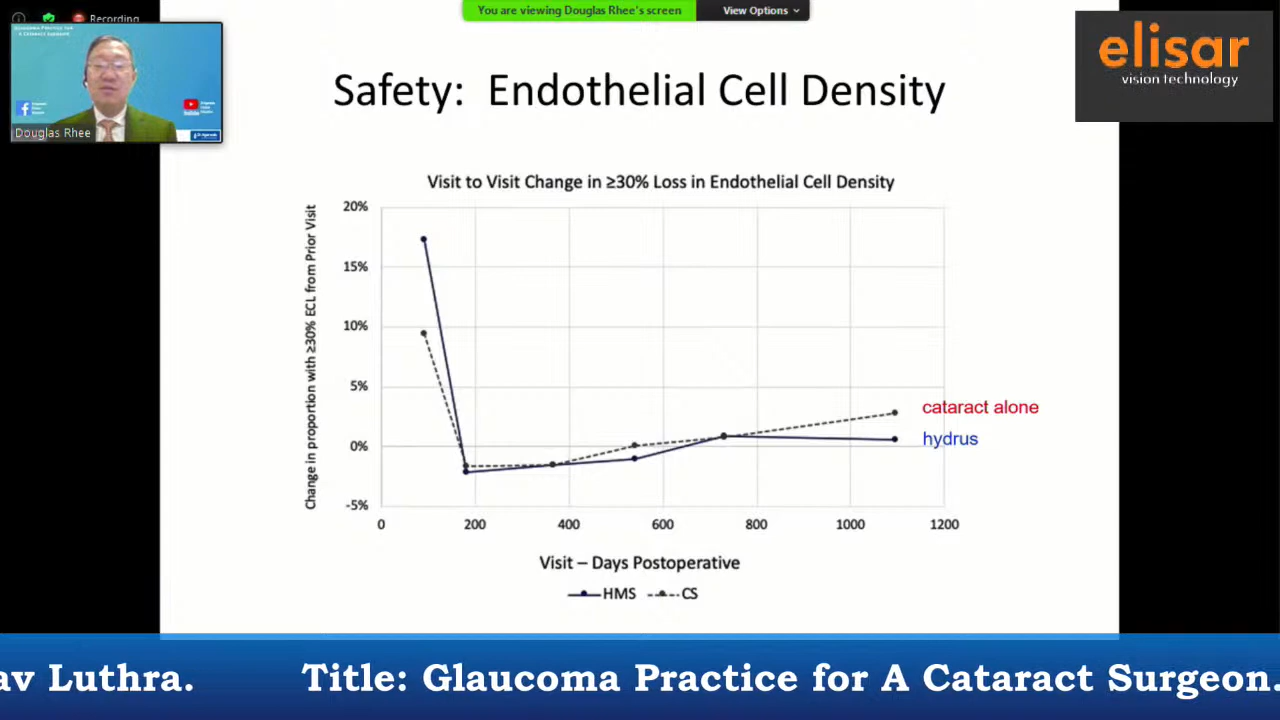 Recording
You are viewing Douglas Rhee's screen
View Options
Douglas Rhee
elisar
vision technology
Safety: Endothelial Cell Density
Visit to Visit Change in ≥30% Loss in Endothelial Cell Density
Change in proportion with ≥30% ECL from Prior Visit
20%
15%
10%
5%
0%
-5%
0 200 400 600 800 1000 1200
cataract alone
hydrus
Visit – Days Postoperative
HMS CS
av Luthra. Title: Glaucoma Practice for A Cataract Surgeon.